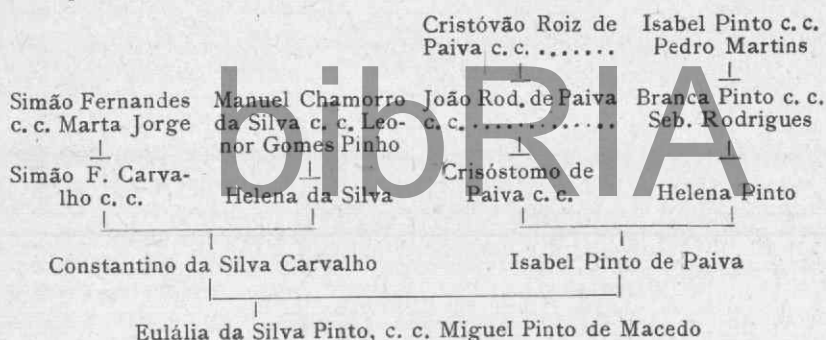 Cristóvão Roiz de
Paiva c. c. .......
Isabel Pinto c. c.
Pedro Martins
Simão Fernandes
c. c. Marta Jorge
Manuel Chamorro
da Silva c. c. Leo-
nor Gomes Pinho
João Rod. de Paiva
c. c. ..............
Branca Pinto c. c.
Seb. Rodrigues
Simão F. Carva-
lho c. c.
Helena da Silva
Crisóstomo de
Paiva c. c.
Helena Pinto
Constantino da Silva Carvalho
Isabel Pinto de Paiva
Eulália da Silva Pinto, c. c. Miguel Pinto de Macedo
bibRIA